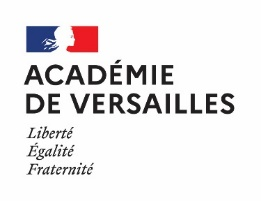 ACADÉMIE
DE VERSAILLES
Liberté
Égalité
Fraternité